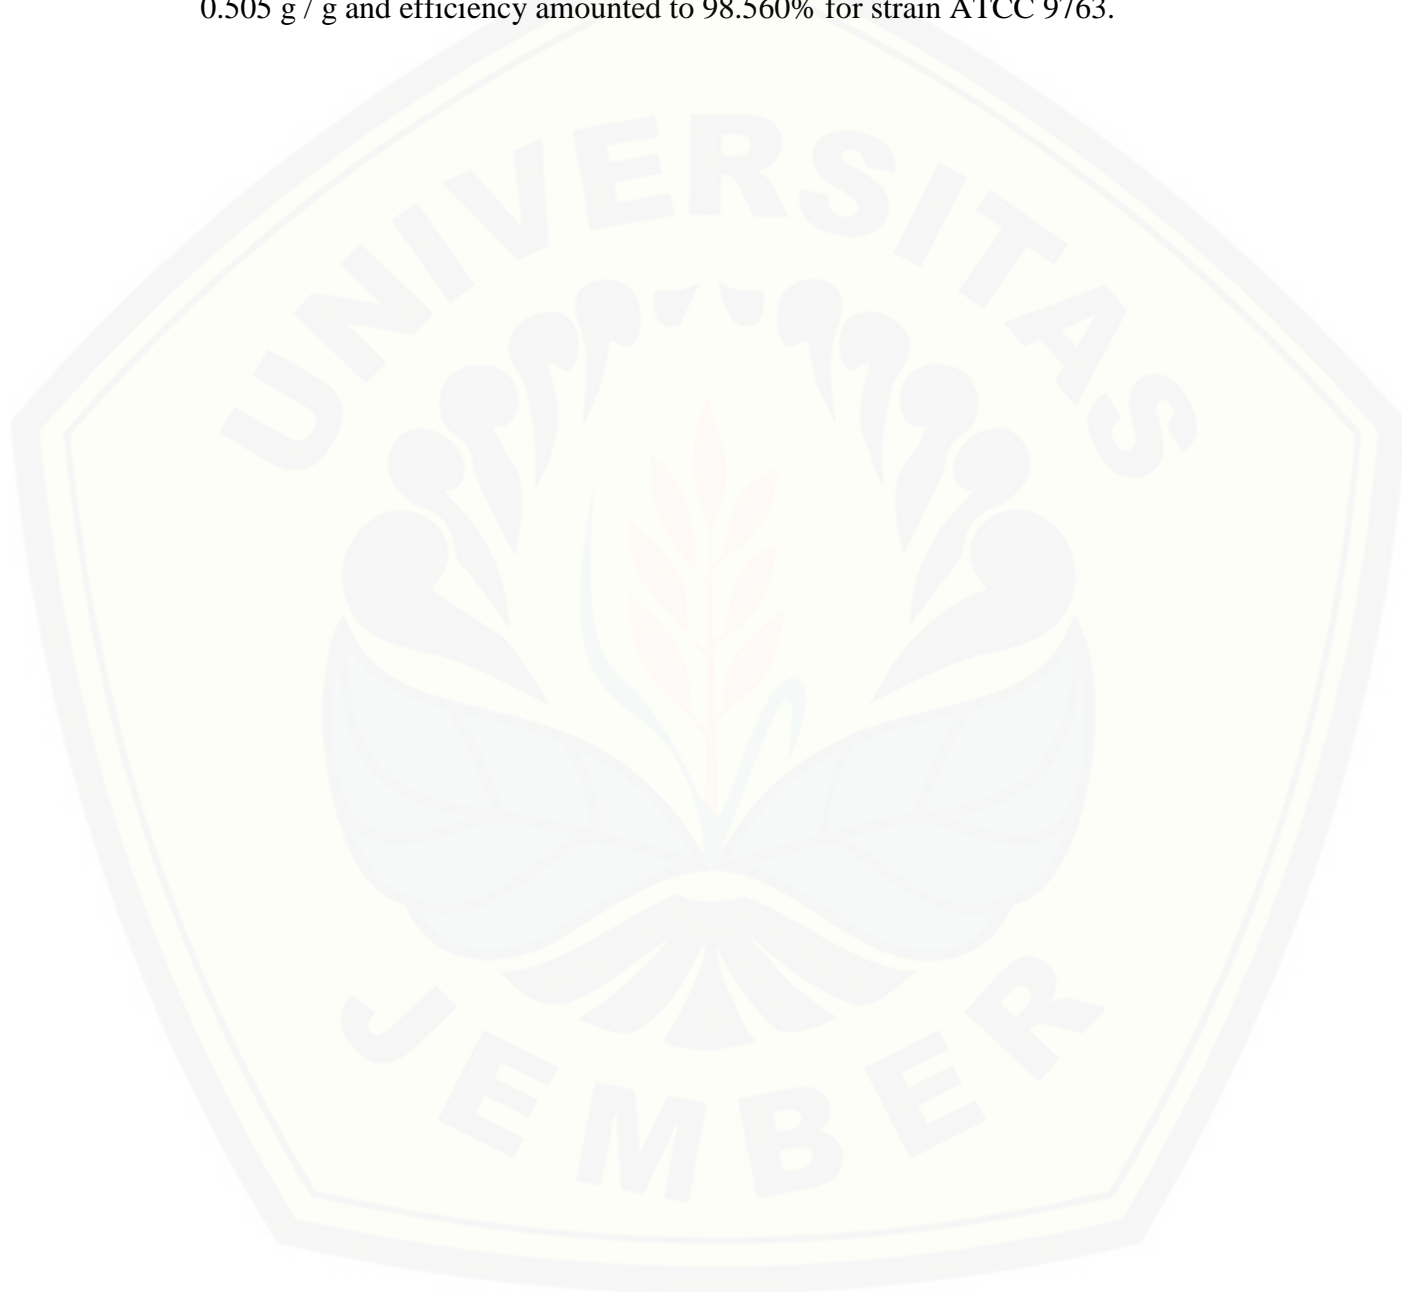 0.505 g / g and efficiency amounted to 98.560% for strain ATCC 9763.
UNIVERSITAS
JEMBER